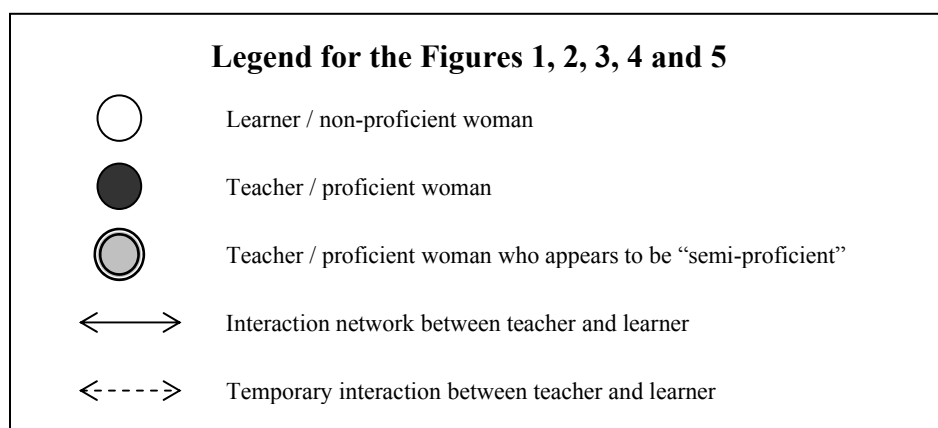 Legend for the Figures 1, 2, 3, 4 and 5
Learner / non-proficient woman
Teacher / proficient woman
Teacher / proficient woman who appears to be “semi-proficient”
Interaction network between teacher and learner
Temporary interaction between teacher and learner